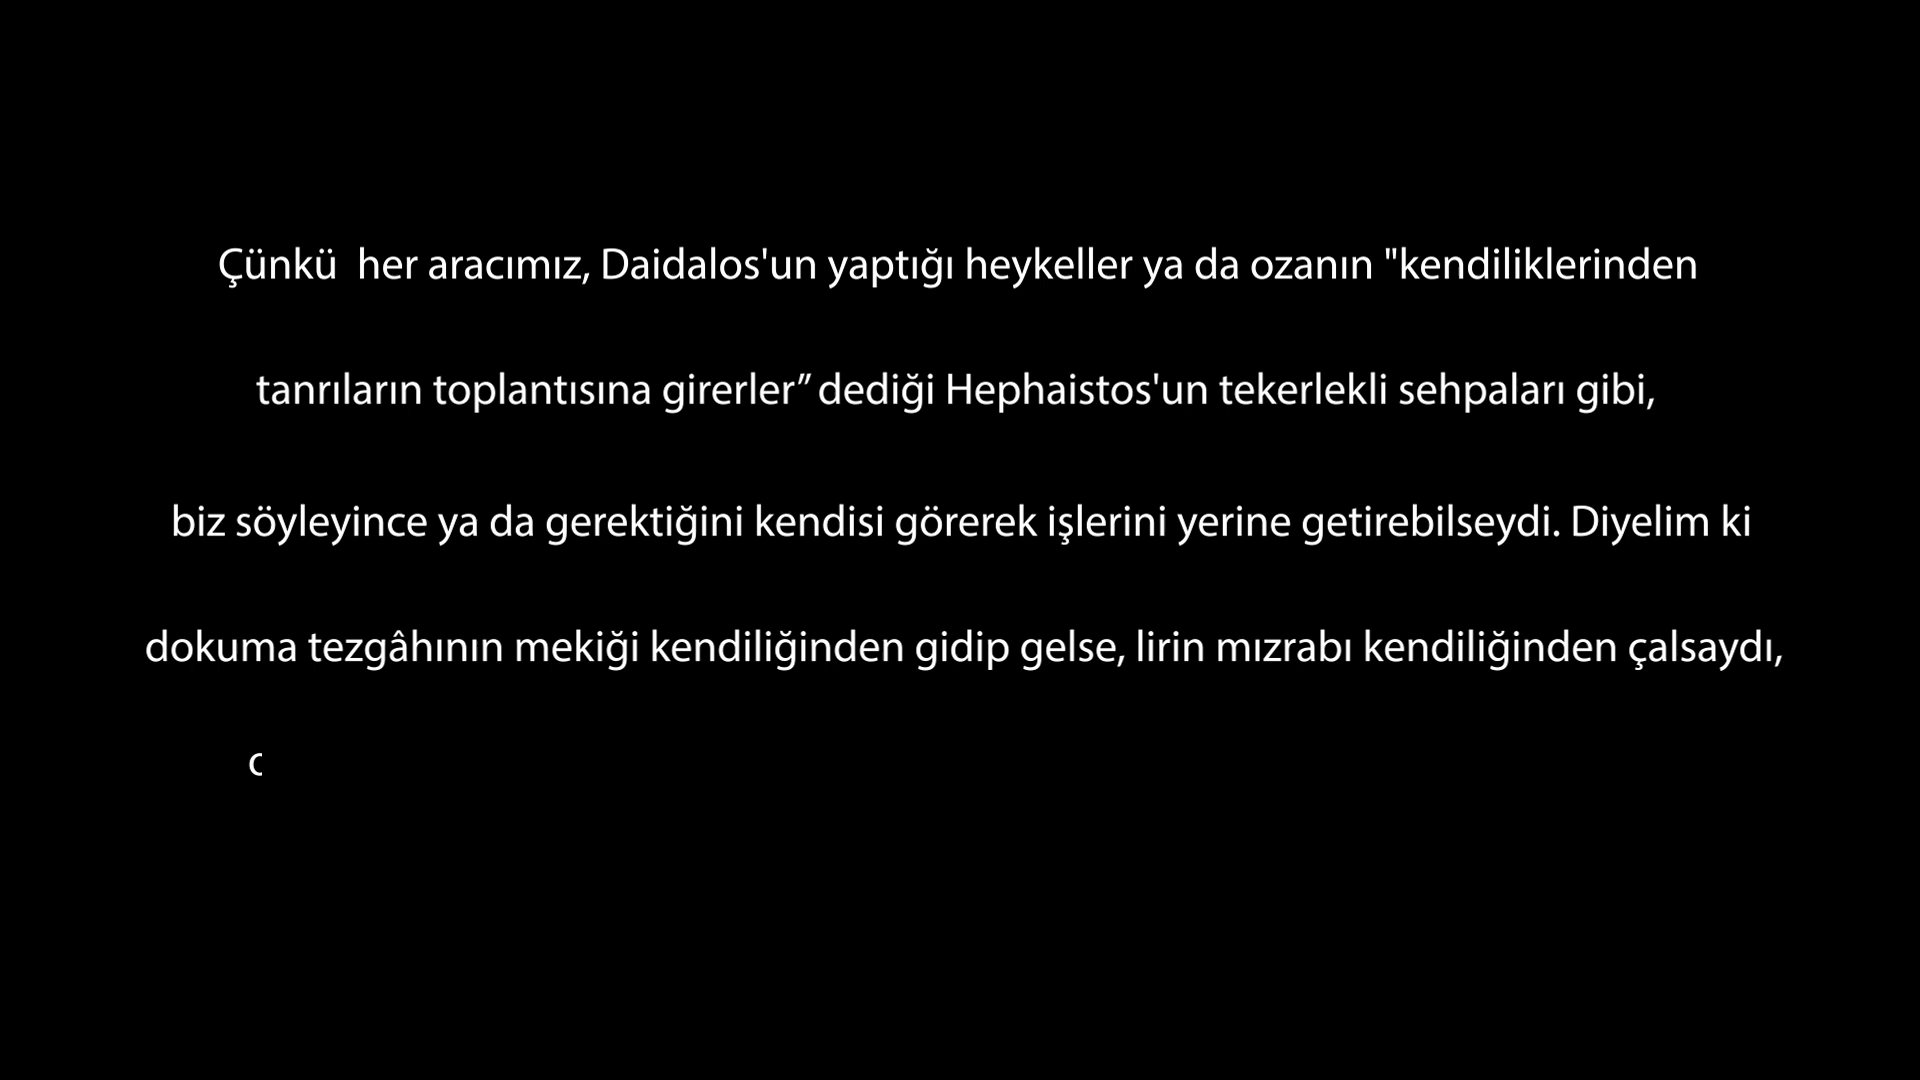 Çünkü  her aracımız, Daidalos'un yaptığı heykeller ya da ozanın "kendiliklerinden
tanrıların toplantısına girerler” dediği Hephaistos'un tekerlekli sehpaları gibi,
biz söyleyince ya da gerektiğini kendisi görerek işlerini yerine getirebilseydi. Diyelim ki
dokuma tezgâhının mekiği kendiliğinden gidip gelse, lirin mızrabı kendiliğinden çalsaydı,